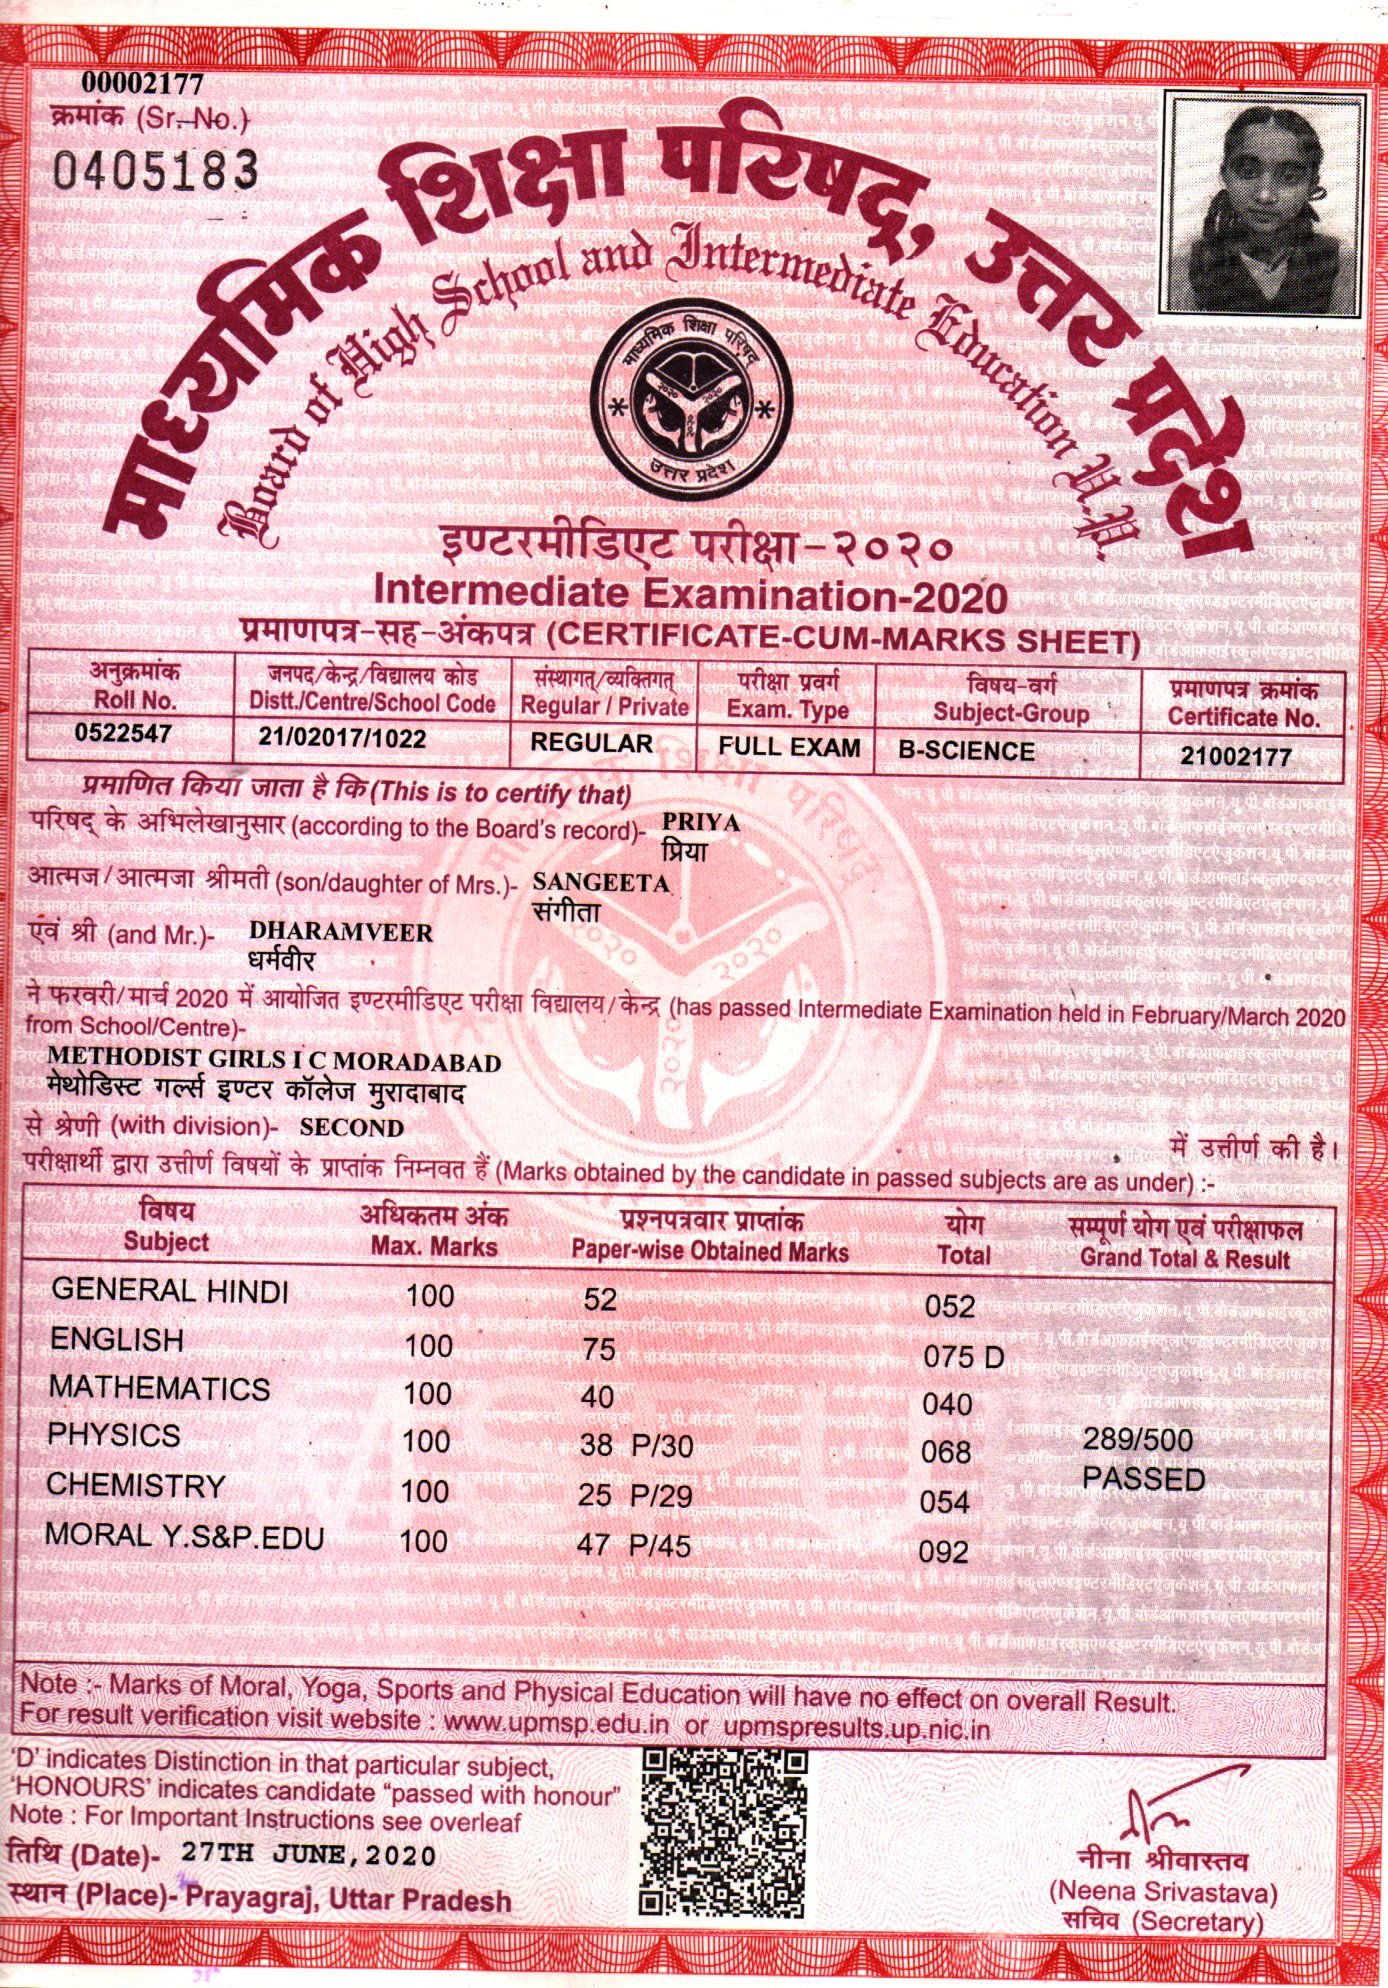 00002177
क्रमांक (Sr. No.)
0405183
माध्यमिक शिक्षा परिषद्, उत्तर प्रदेश
Board of High School and Intermediate Education U.P.
माध्यमिक शिक्षा परिषद्
२०२० २०२०
२०२०
उत्तर प्रदेश
इण्टरमीडिएट परीक्षा-२०२०
Intermediate Examination-2020
प्रमाणपत्र-सह-अंकपत्र (CERTIFICATE-CUM-MARKS SHEET)
अनुक्रमांक जनपद/केन्द्र/विद्यालय कोड संस्थागत्/व्यक्तिगत् परीक्षा प्रवर्ग विषय-वर्ग प्रमाणपत्र क्रमांक
Roll No. Distt./Centre/School Code Regular / Private Exam. Type Subject-Group Certificate No.
0522547 21/02017/1022 REGULAR FULL EXAM B-SCIENCE 21002177
प्रमाणित किया जाता है कि (This is to certify that)
परिषद् के अभिलेखानुसार (according to the Board's record)- PRIYA
प्रिया
आत्मज/आत्मजा श्रीमती (son/daughter of Mrs.)- SANGEETA
संगीता
एवं श्री (and Mr.)- DHARAMVEER
धर्मवीर
ने फरवरी/मार्च 2020 में आयोजित इण्टरमीडिएट परीक्षा विद्यालय/केन्द्र (has passed Intermediate Examination held in February/March 2020
from School/Centre)-
METHODIST GIRLS I C MORADABAD
मेथोडिस्ट गर्ल्स इण्टर कॉलेज मुरादाबाद
से श्रेणी (with division)- SECOND में उत्तीर्ण की है।
परीक्षार्थी द्वारा उत्तीर्ण विषयों के प्राप्तांक निम्नवत हैं (Marks obtained by the candidate in passed subjects are as under) :-
विषय अधिकतम अंक प्रश्नपत्रवार प्राप्तांक योग सम्पूर्ण योग एवं परीक्षाफल
Subject Max. Marks Paper-wise Obtained Marks Total Grand Total & Result
GENERAL HINDI 100 52 052
ENGLISH 100 75 075 D
MATHEMATICS 100 40 040
PHYSICS 100 38 P/30 068 289/500
CHEMISTRY 100 25 P/29 054 PASSED
MORAL Y.S&P.EDU 100 47 P/45 092
Note :- Marks of Moral, Yoga, Sports and Physical Education will have no effect on overall Result.
For result verification visit website : www.upmsp.edu.in or upmspresults.up.nic.in
'D' indicates Distinction in that particular subject,
'HONOURS' indicates candidate "passed with honour"
Note : For Important Instructions see overleaf
तिथि (Date)- 27TH JUNE,2020
स्थान (Place)- Prayagraj, Uttar Pradesh
नीना श्रीवास्तव
(Neena Srivastava)
सचिव (Secretary)